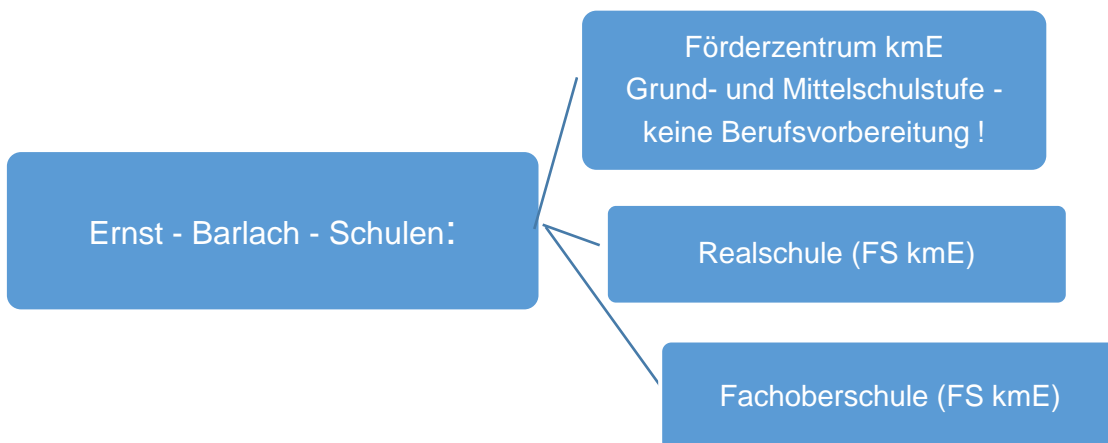 Förderzentrum kmE
Grund- und Mittelschulstufe -
keine Berufsvorbereitung !
Ernst - Barlach - Schulen:
Realschule (FS kmE)
Fachoberschule (FS kmE)